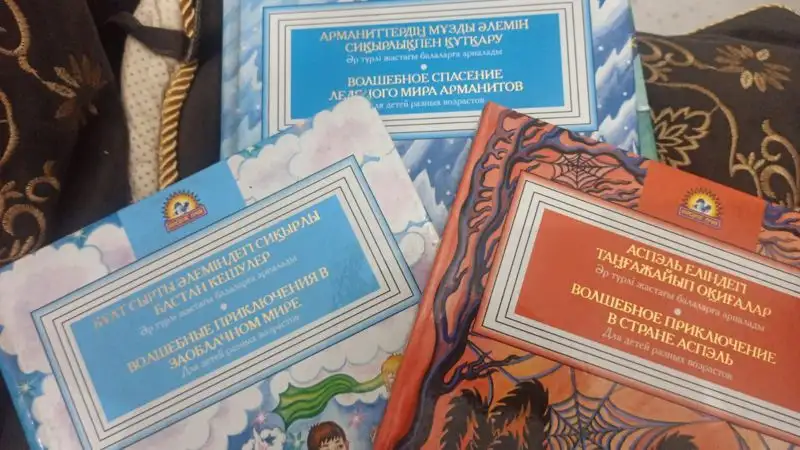 АРМАНИТТЕРДІҢ МҰЗДЫ ӘЛЕМІН
СИҚЫРЛЫҚПЕН ҚҰТҚАРУ
Әр түрлі жастағы балаларға арналады
ВОЛШЕБНОЕ СПАСЕНИЕ
ЛЕДЯНОГО МИРА АРМАНИТОВ
Для детей разных возрастов
БҰЛТ СЫРТЫ ӘЛЕМІНДЕГІ СИҚЫРЛЫ
БАСТАН КЕШУЛЕР
Әр түрлі жастағы балаларға арналады
ВОЛШЕБНЫЕ ПРИКЛЮЧЕНИЯ В
ЗАОБЛАЧНОМ МИРЕ
Для детей разных возрастов
АСПЭЛЬ ЕЛІНДЕГІ
ТАҢҒАЖАЙЫП ОҚИҒАЛАР
Әр түрлі жастағы балаларға арналады
ВОЛШЕБНОЕ ПРИКЛЮЧЕНИЕ
В СТРАНЕ АСПЭЛЬ
Для детей разных возрастов